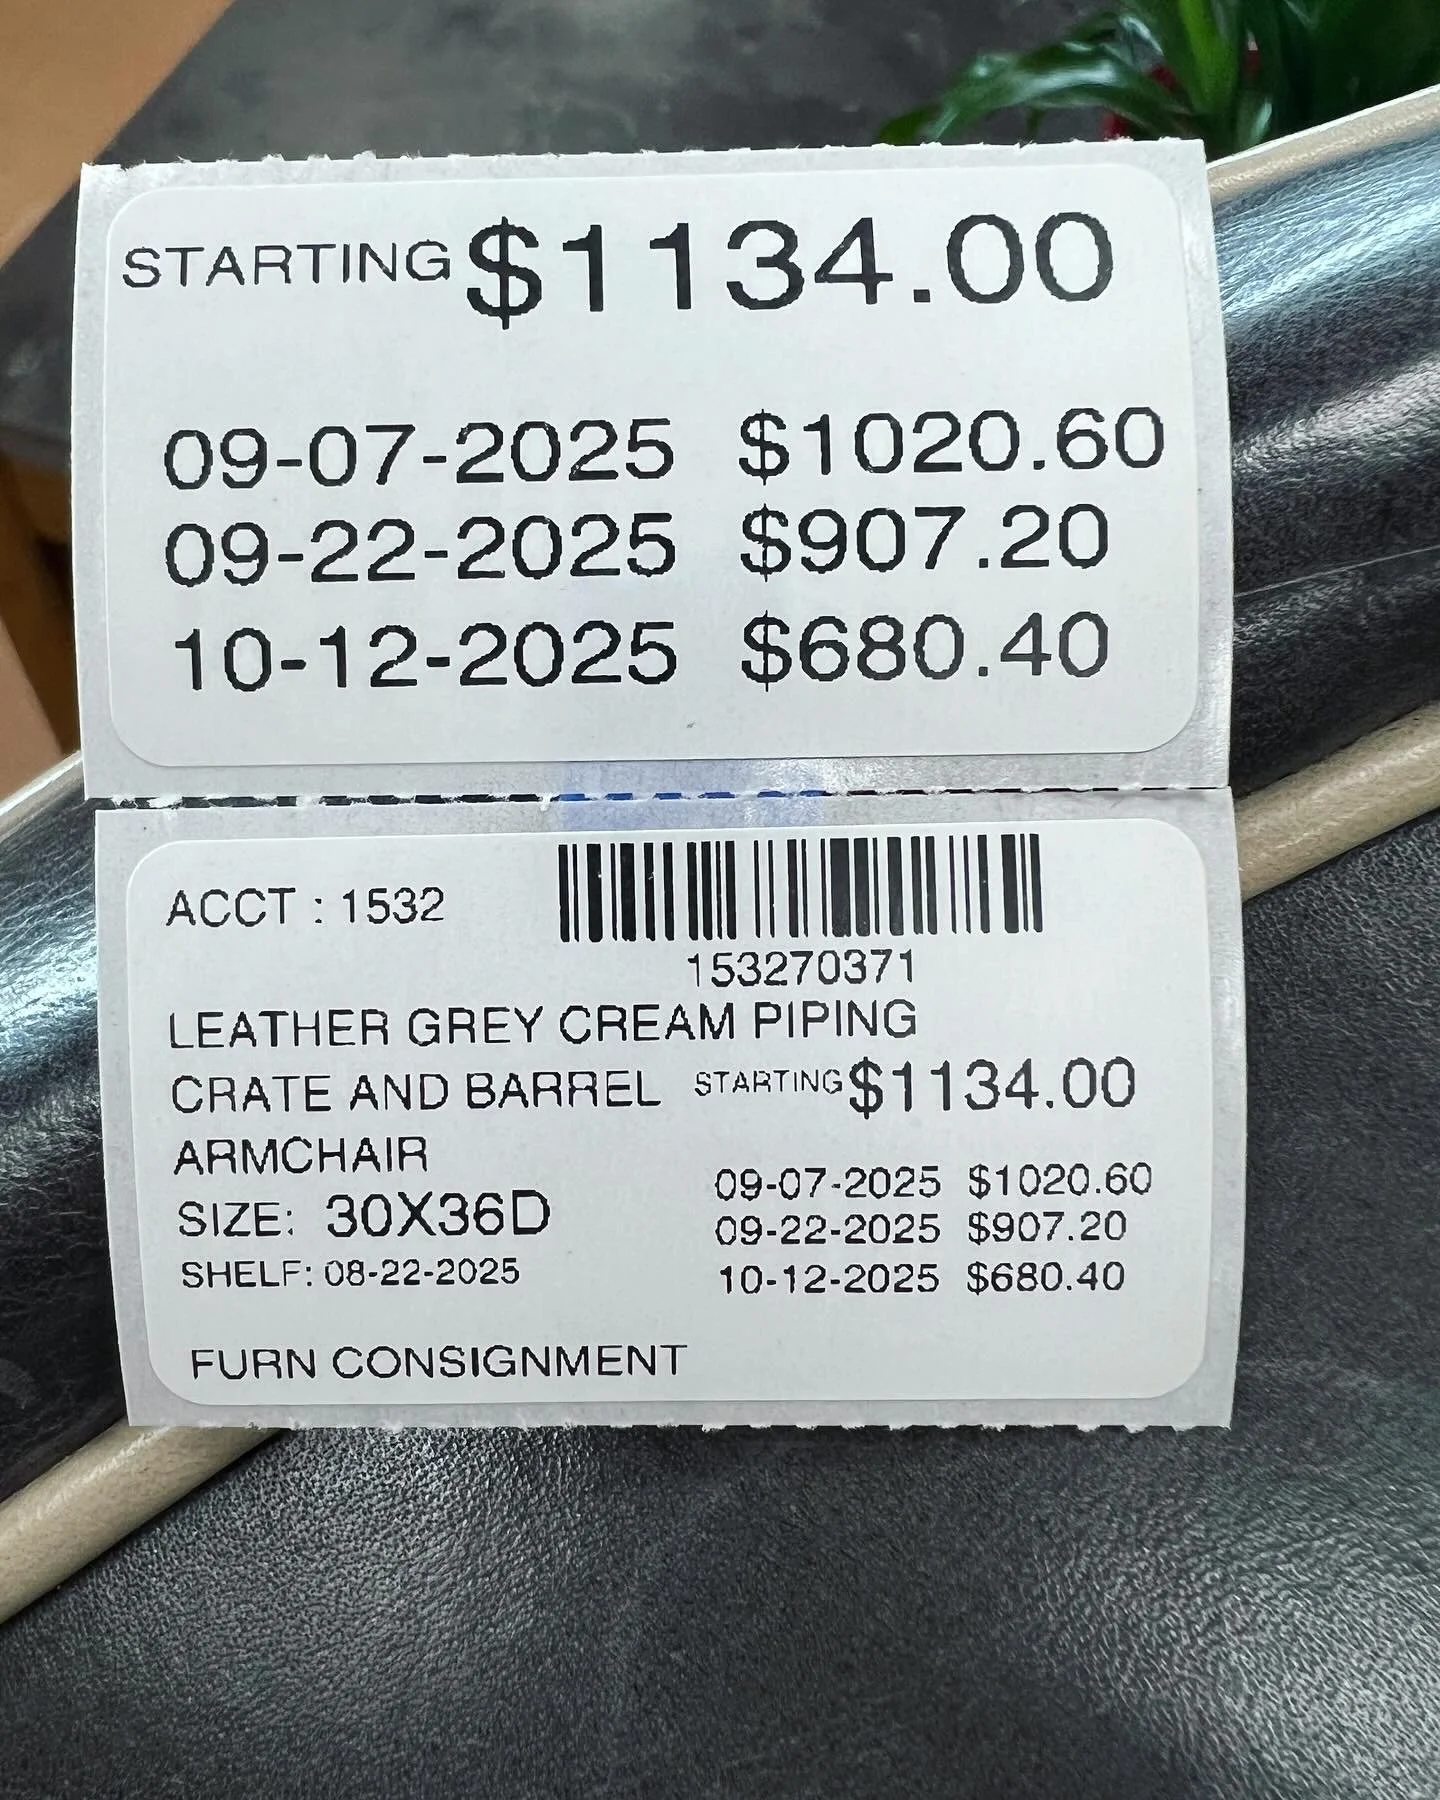 STARTING $1134.00
09-07-2025 $1020.60
09-22-2025 $907.20
10-12-2025 $680.40
ACCT : 1532
153270371
LEATHER GREY CREAM PIPING
CRATE AND BARREL STARTING $1134.00
ARMCHAIR
09-07-2025 $1020.60
SIZE: 30X36D
09-22-2025 $907.20
SHELF: 08-22-2025
10-12-2025 $680.40
FURN CONSIGNMENT